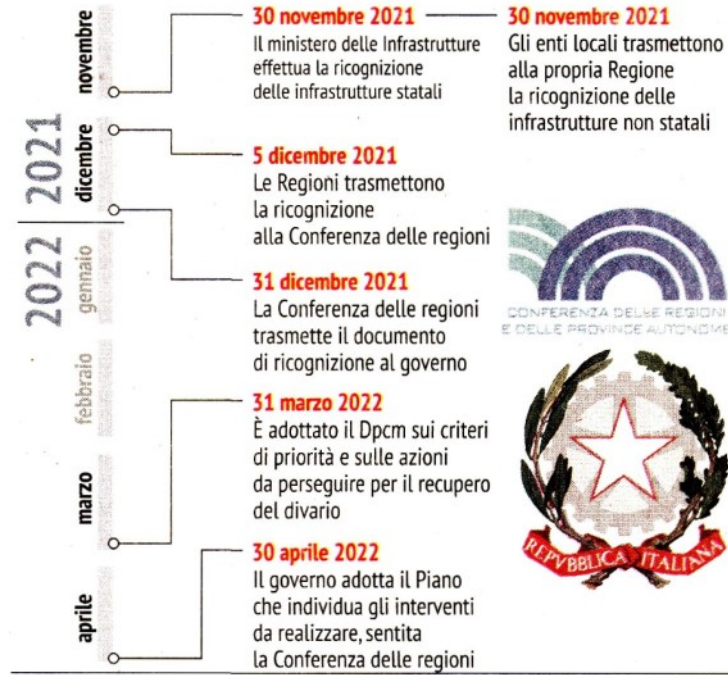 2021
2022
novembre
dicembre
gennaio
febbraio
marzo
aprile
30 novembre 2021
Il ministero delle Infrastrutture
effettua la ricognizione
delle infrastrutture statali
30 novembre 2021
Gli enti locali trasmettono
alla propria Regione
la ricognizione delle
infrastrutture non statali
5 dicembre 2021
Le Regioni trasmettono
la ricognizione
alla Conferenza delle regioni
31 dicembre 2021
La Conferenza delle regioni
trasmette il documento
di ricognizione al governo
CONFERENZA DELLE REGIONI
E DELLE PROVINCE AUTONOME
31 marzo 2022
È adottato il Dpcm sui criteri
di priorità e sulle azioni
da perseguire per il recupero
del divario
REPVBBLICA ITALIANA
30 aprile 2022
Il governo adotta il Piano
che individua gli interventi
da realizzare, sentita
la Conferenza delle regioni